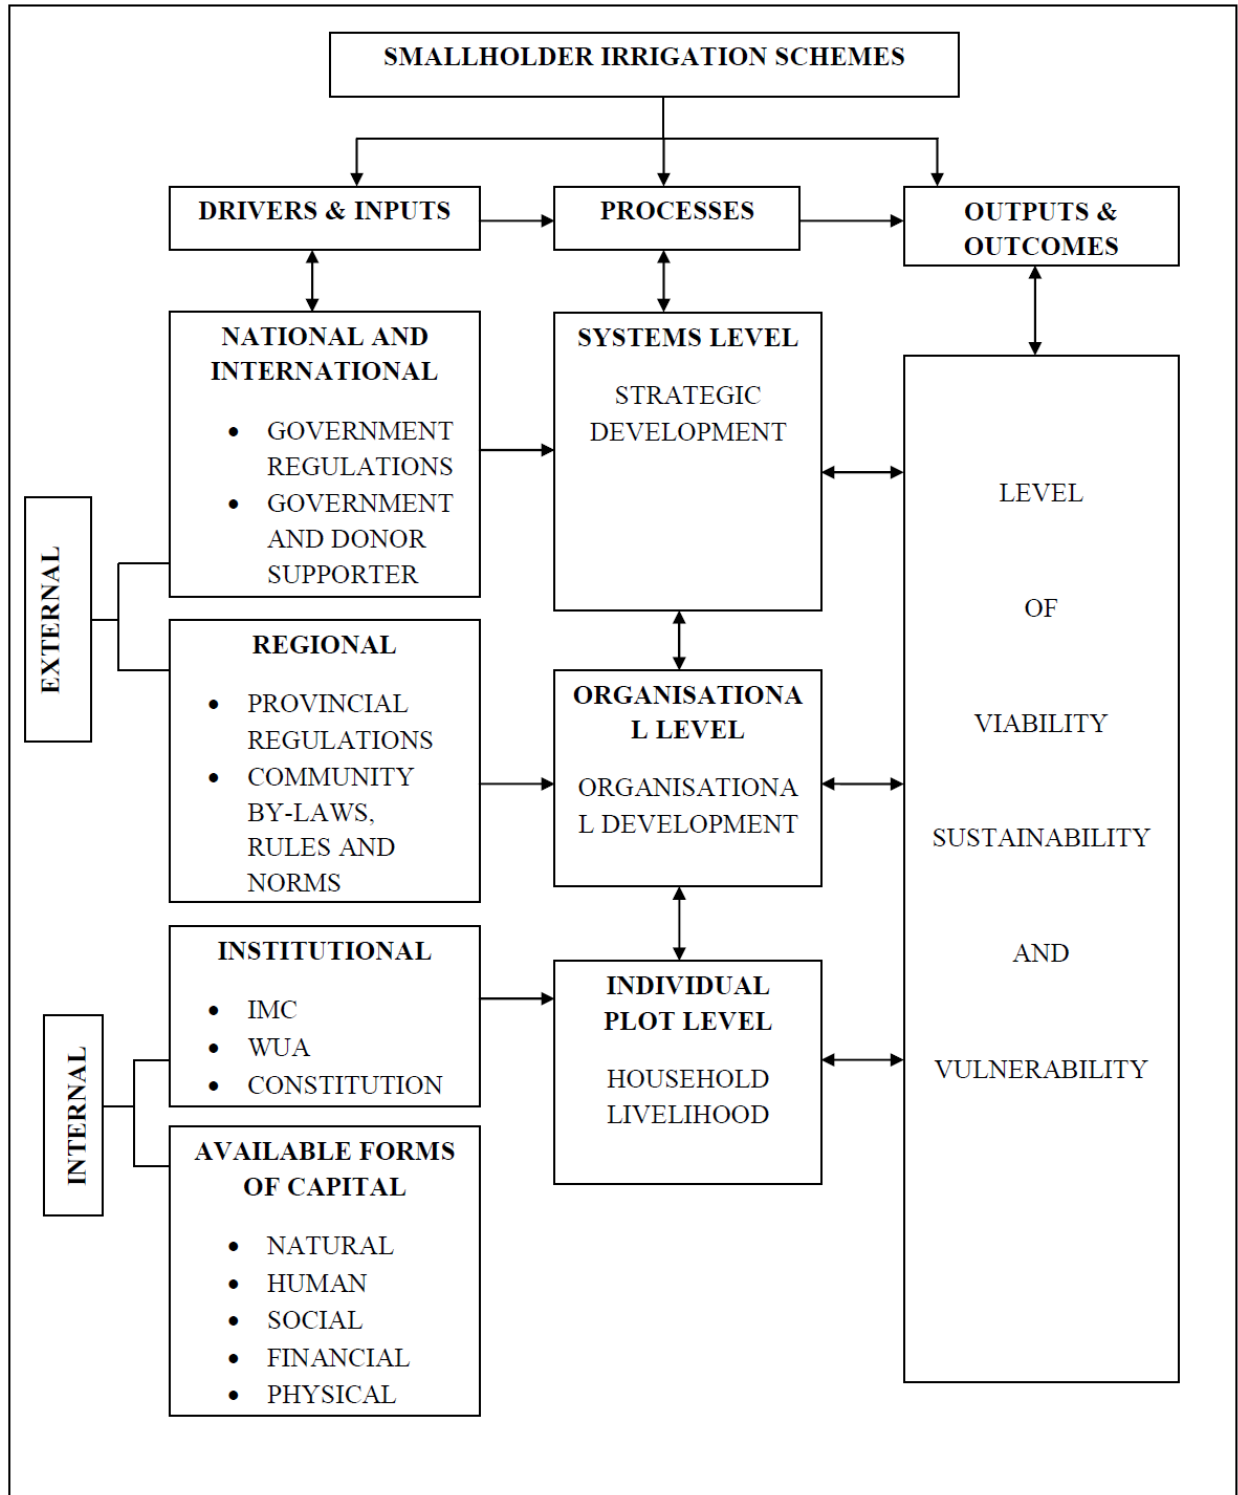 SMALLHOLDER IRRIGATION SCHEMES
DRIVERS & INPUTS
PROCESSES
OUTPUTS &
OUTCOMES
EXTERNAL
NATIONAL AND
INTERNATIONAL
• GOVERNMENT
REGULATIONS
• GOVERNMENT
AND DONOR
SUPPORTER
REGIONAL
• PROVINCIAL
REGULATIONS
• COMMUNITY
BY-LAWS,
RULES AND
NORMS
INTERNAL
INSTITUTIONAL
• IMC
• WUA
• CONSTITUTION
AVAILABLE FORMS
OF CAPITAL
• NATURAL
• HUMAN
• SOCIAL
• FINANCIAL
• PHYSICAL
SYSTEMS LEVEL
STRATEGIC
DEVELOPMENT
ORGANISATIONA
L LEVEL
ORGANISATIONA
L DEVELOPMENT
INDIVIDUAL
PLOT LEVEL
HOUSEHOLD
LIVELIHOOD
LEVEL
OF
VIABILITY
SUSTAINABILITY
AND
VULNERABILITY